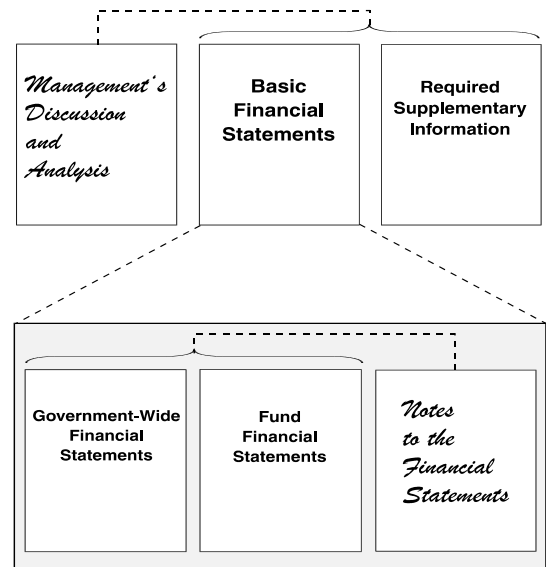 Management's
Discussion
and
Analysis
Basic
Financial
Statements
Required
Supplementary
Information
Government-Wide
Financial
Statements
Fund
Financial
Statements
Notes
to the
Financial
Statements